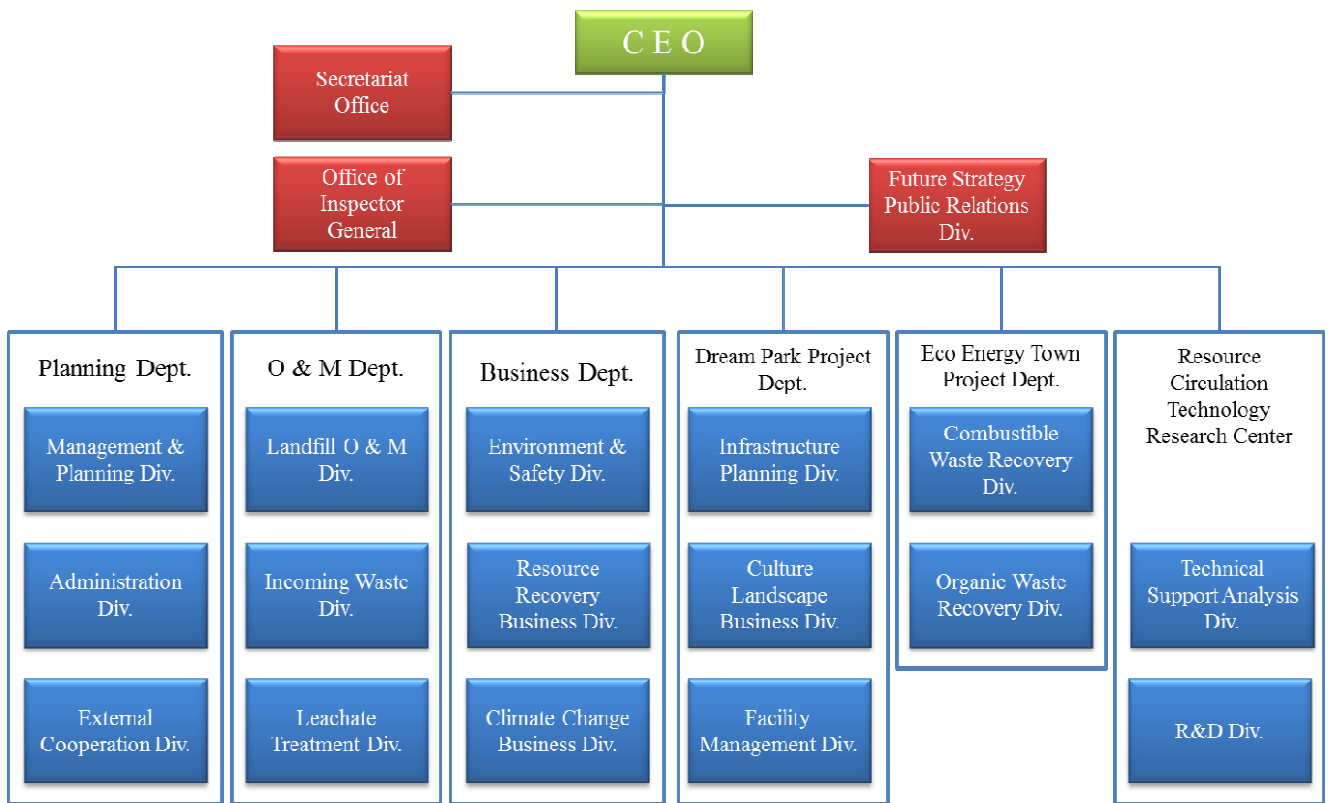 C E O
Secretariat
Office
Office of
Inspector
General
Future Strategy
Public Relations
Div.
Planning Dept.
Management &
Planning Div.
Administration
Div.
External
Cooperation Div.
O & M Dept.
Landfill O & M
Div.
Incoming Waste
Div.
Leachate
Treatment Div.
Business Dept.
Environment &
Safety Div.
Resource
Recovery
Business Div.
Climate Change
Business Div.
Dream Park Project
Dept.
Infrastructure
Planning Div.
Culture
Landscape
Business Div.
Facility
Management Div.
Eco Energy Town
Project Dept.
Combustible
Waste Recovery
Div.
Organic Waste
Recovery Div.
Resource
Circulation
Technology
Research Center
Technical
Support Analysis
Div.
R&D Div.